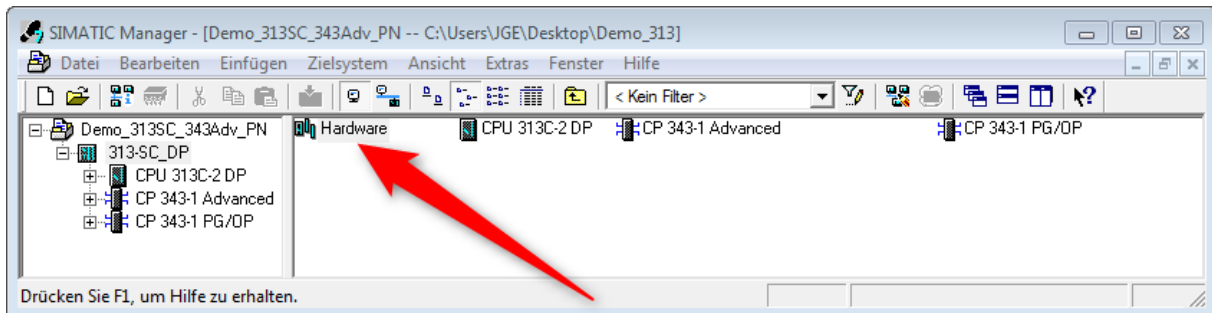 SIMATIC Manager - [Demo_313SC_343Adv_PN -- C:\Users\JGE\Desktop\Demo_313]
Datei Bearbeiten Einfügen Zielsystem Ansicht Extras Fenster Hilfe
< Kein Filter >
Demo_313SC_343Adv_PN
313-SC_DP
CPU 313C-2 DP
CP 343-1 Advanced
CP 343-1 PG/OP
Hardware CPU 313C-2 DP CP 343-1 Advanced CP 343-1 PG/OP
Drücken Sie F1, um Hilfe zu erhalten.